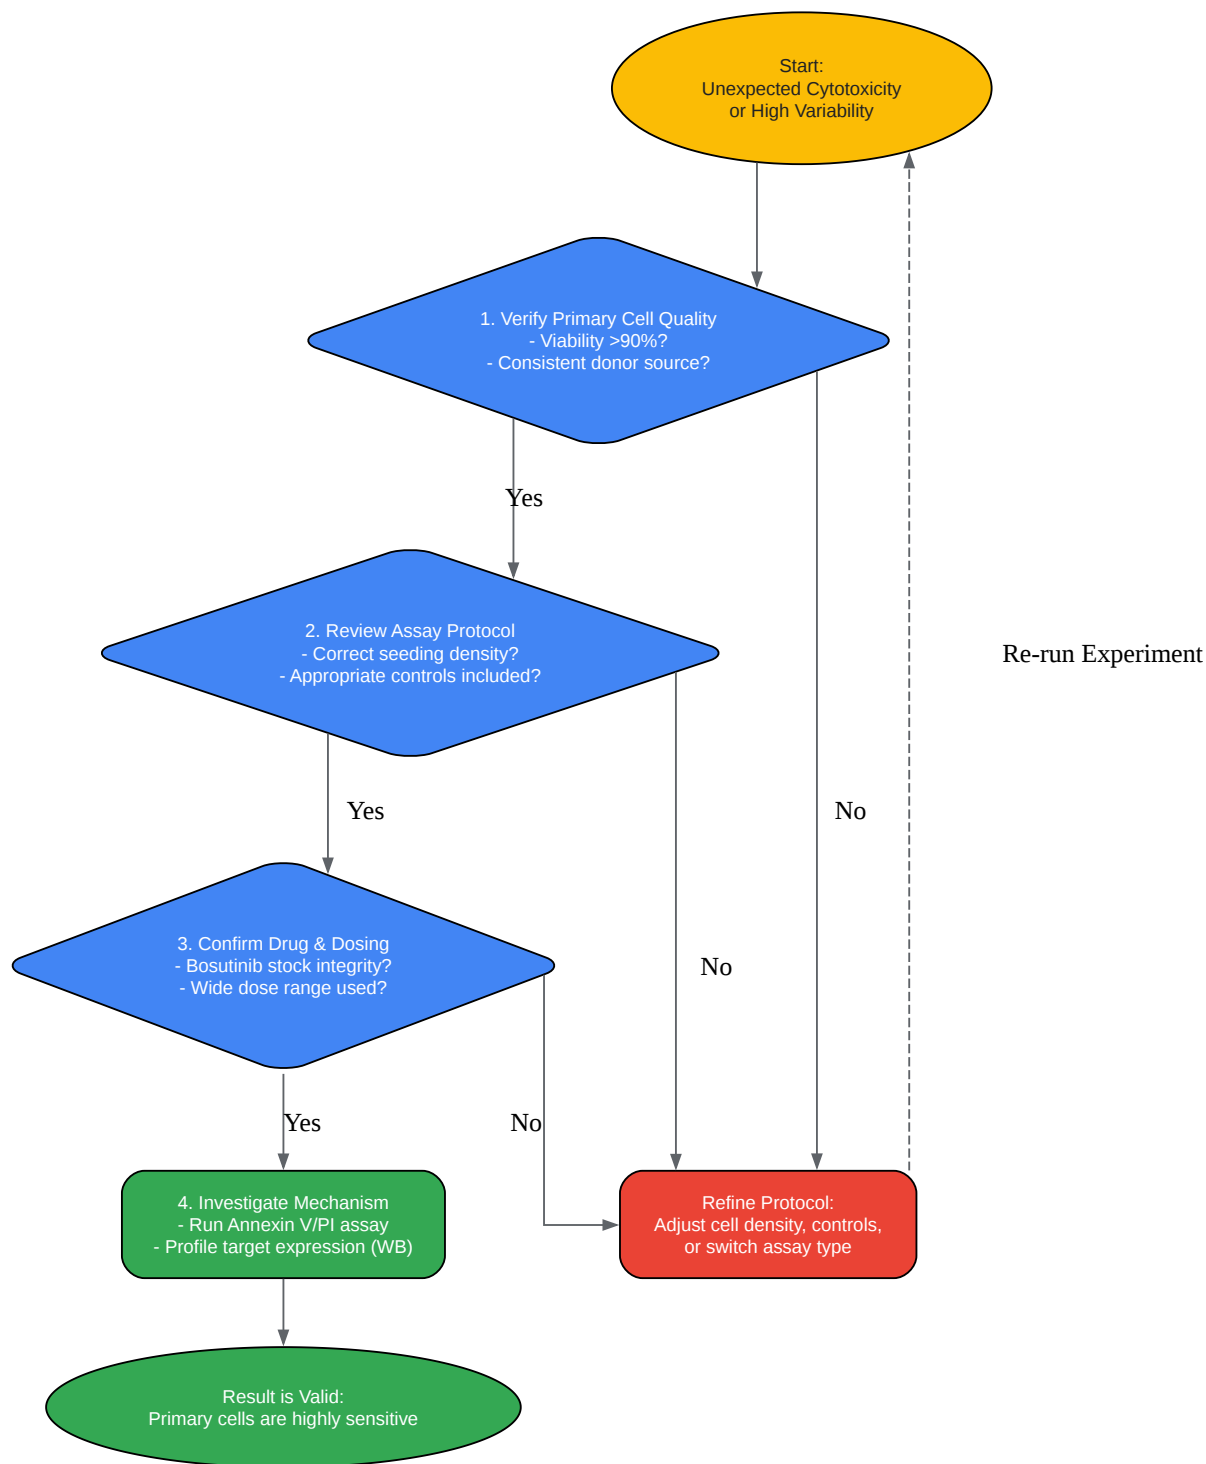 Start:
Unexpected Cytotoxicity
or High Variability
1. Verify Primary Cell Quality
- Viability >90%?
- Consistent donor source?
Yes
2. Review Assay Protocol
- Correct seeding density?
- Appropriate controls included?
Re-run Experiment
Yes
No
3. Confirm Drug & Dosing
- Bosutinib stock integrity?
- Wide dose range used?
No
Yes
No
4. Investigate Mechanism
- Run Annexin V/PI assay
- Profile target expression (WB)
Refine Protocol:
Adjust cell density, controls,
or switch assay type
Result is Valid:
Primary cells are highly sensitive